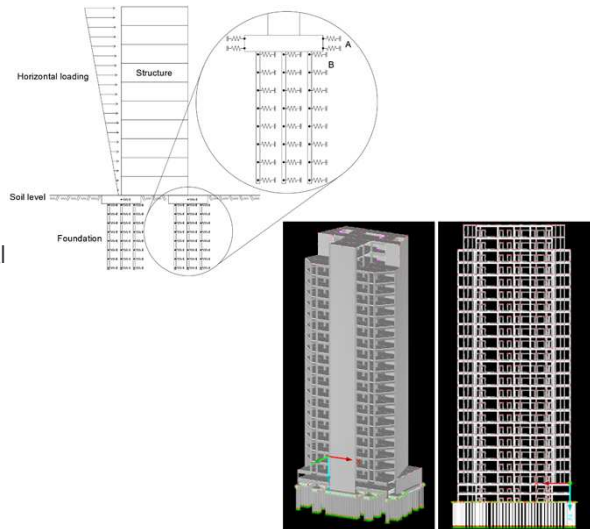 A
B
Horizontal loading
Structure
Soil level
Foundation